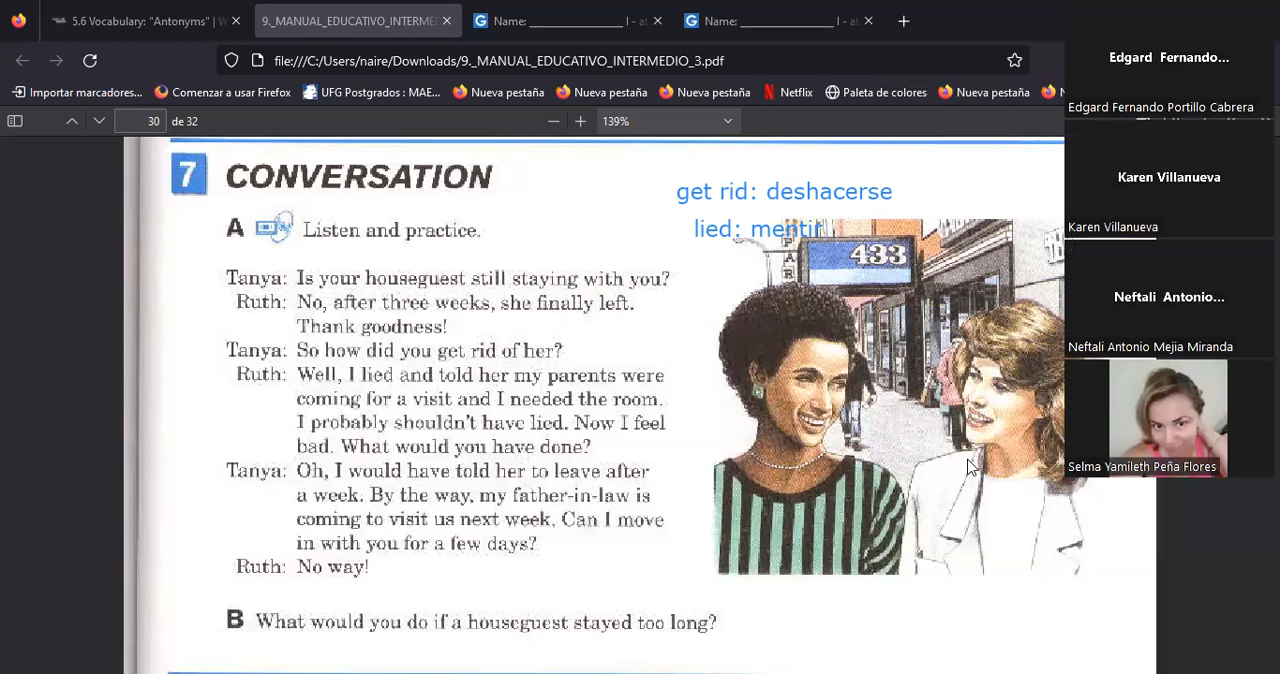 5.6 Vocabulary: "Antonyms" | W
9._MANUAL_EDUCATIVO_INTERMEDI
Name: ______________ I - at
Name: ______________ I - at
file:///C:/Users/naire/Downloads/9._MANUAL_EDUCATIVO_INTERMEDIO_3.pdf
Importar marcadores...
Comenzar a usar Firefox
UFG Postgrados : MAE...
Nueva pestaña
Nueva pestaña
Nueva pestaña
Netflix
Paleta de colores
Nueva pestaña
30 de 32
139%
7 CONVERSATION
get rid: deshacerse
lied: mentir
A Listen and practice.
433
Tanya: Is your houseguest still staying with you?
Ruth: No, after three weeks, she finally left.
Thank goodness!
Tanya: So how did you get rid of her?
Ruth: Well, I lied and told her my parents were
coming for a visit and I needed the room.
I probably shouldn't have lied. Now I feel
bad. What would you have done?
Tanya: Oh, I would have told her to leave after
a week. By the way, my father-in-law is
coming to visit us next week. Can I move
in with you for a few days?
Ruth: No way!
B What would you do if a houseguest stayed too long?
Edgard Fernando...
Edgard Fernando Portillo Cabrera
Karen Villanueva
Karen Villanueva
Neftali Antonio...
Neftali Antonio Mejia Miranda
Selma Yamileth Peña Flores